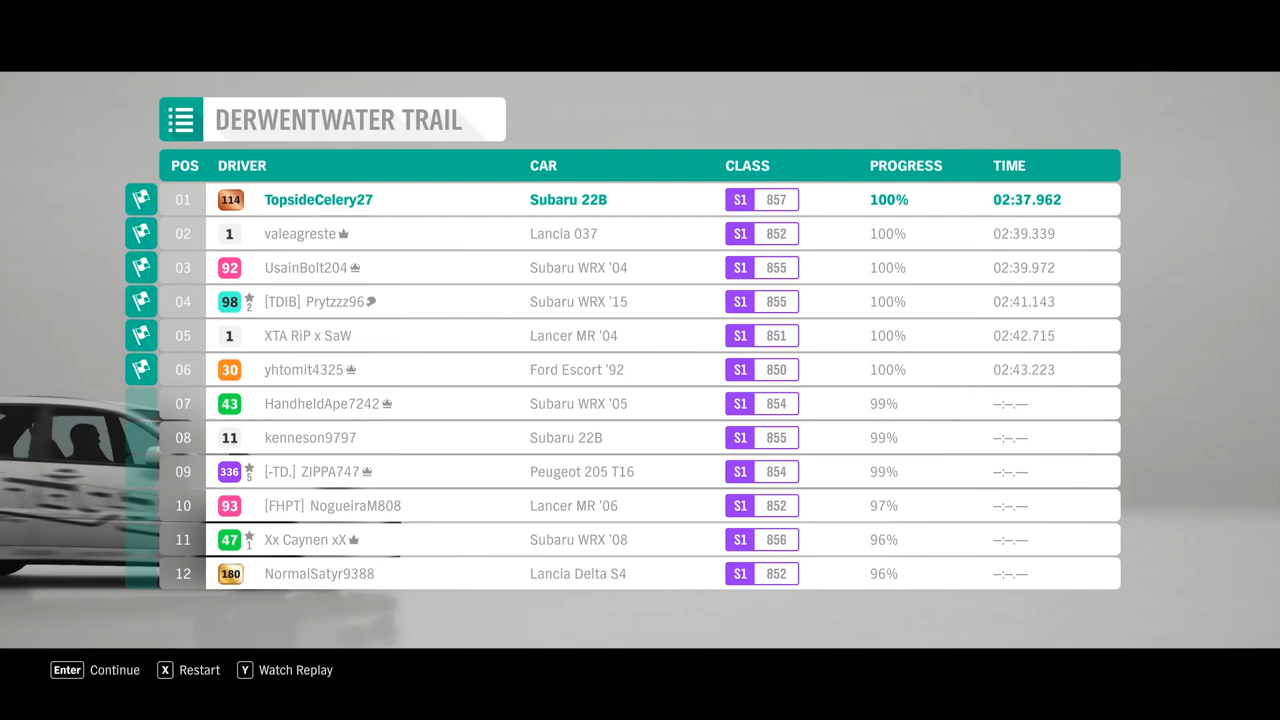 DERWENTWATER TRAIL
POS DRIVER CAR CLASS PROGRESS TIME
01 114 TopsideCelery27 Subaru 22B S1 857 100% 02:37.962
02 1 valeagreste Lancia 037 S1 852 100% 02:39.339
03 92 UsainBolt204 Subaru WRX '04 S1 855 100% 02:39.972
04 98 2 [TDIB] Prytzzz96 Subaru WRX '15 S1 855 100% 02:41.143
05 1 XTA RiP x SaW Lancer MR '04 S1 851 100% 02:42.715
06 30 yhtomit4325 Ford Escort '92 S1 850 100% 02:43.223
07 43 HandheldApe7242 Subaru WRX '05 S1 854 99% --:--.---
08 11 kenneson9797 Subaru 22B S1 855 99% --:--.---
09 336 5 [-TD.] ZIPPA747 Peugeot 205 T16 S1 854 99% --:--.---
10 93 [FHPT] NogueiraM808 Lancer MR '06 S1 852 97% --:--.---
11 47 1 Xx Caynen xX Subaru WRX '08 S1 856 96% --:--.---
12 180 NormalSatyr9388 Lancia Delta S4 S1 852 96% --:--.---
Enter Continue X Restart Y Watch Replay